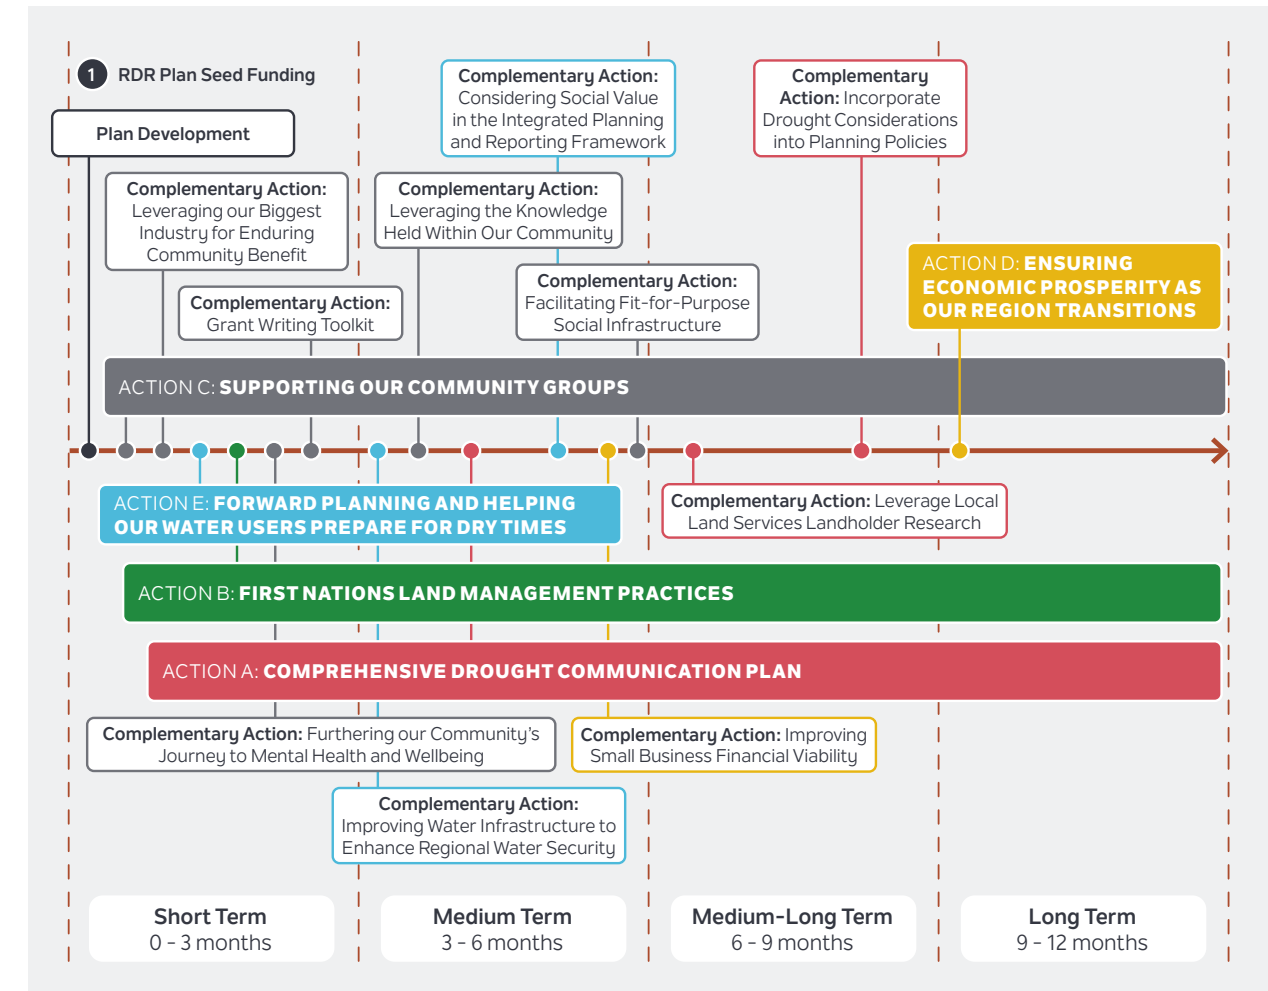 1 RDR Plan Seed Funding
Plan Development
Complementary Action:
Leveraging our Biggest
Industry for Enduring
Community Benefit
Complementary Action:
Grant Writing Toolkit
Complementary Action:
Considering Social Value
in the Integrated Planning
and Reporting Framework
Complementary Action:
Leveraging the Knowledge
Held Within Our Community
Complementary Action:
Facilitating Fit-for-Purpose
Social Infrastructure
Complementary
Action: Incorporate
Drought Considerations
into Planning Policies
ACTION D: ENSURING
ECONOMIC PROSPERITY AS
OUR REGION TRANSITIONS
ACTION C: SUPPORTING OUR COMMUNITY GROUPS
ACTION E: FORWARD PLANNING AND HELPING
OUR WATER USERS PREPARE FOR DRY TIMES
Complementary Action: Leverage Local
Land Services Landholder Research
ACTION B: FIRST NATIONS LAND MANAGEMENT PRACTICES
ACTION A: COMPREHENSIVE DROUGHT COMMUNICATION PLAN
Complementary Action: Furthering our Community's
Journey to Mental Health and Wellbeing
Complementary Action: Improving
Small Business Financial Viability
Complementary Action:
Improving Water Infrastructure to
Enhance Regional Water Security
Short Term
0 - 3 months
Medium Term
3 - 6 months
Medium-Long Term
6 - 9 months
Long Term
9 - 12 months